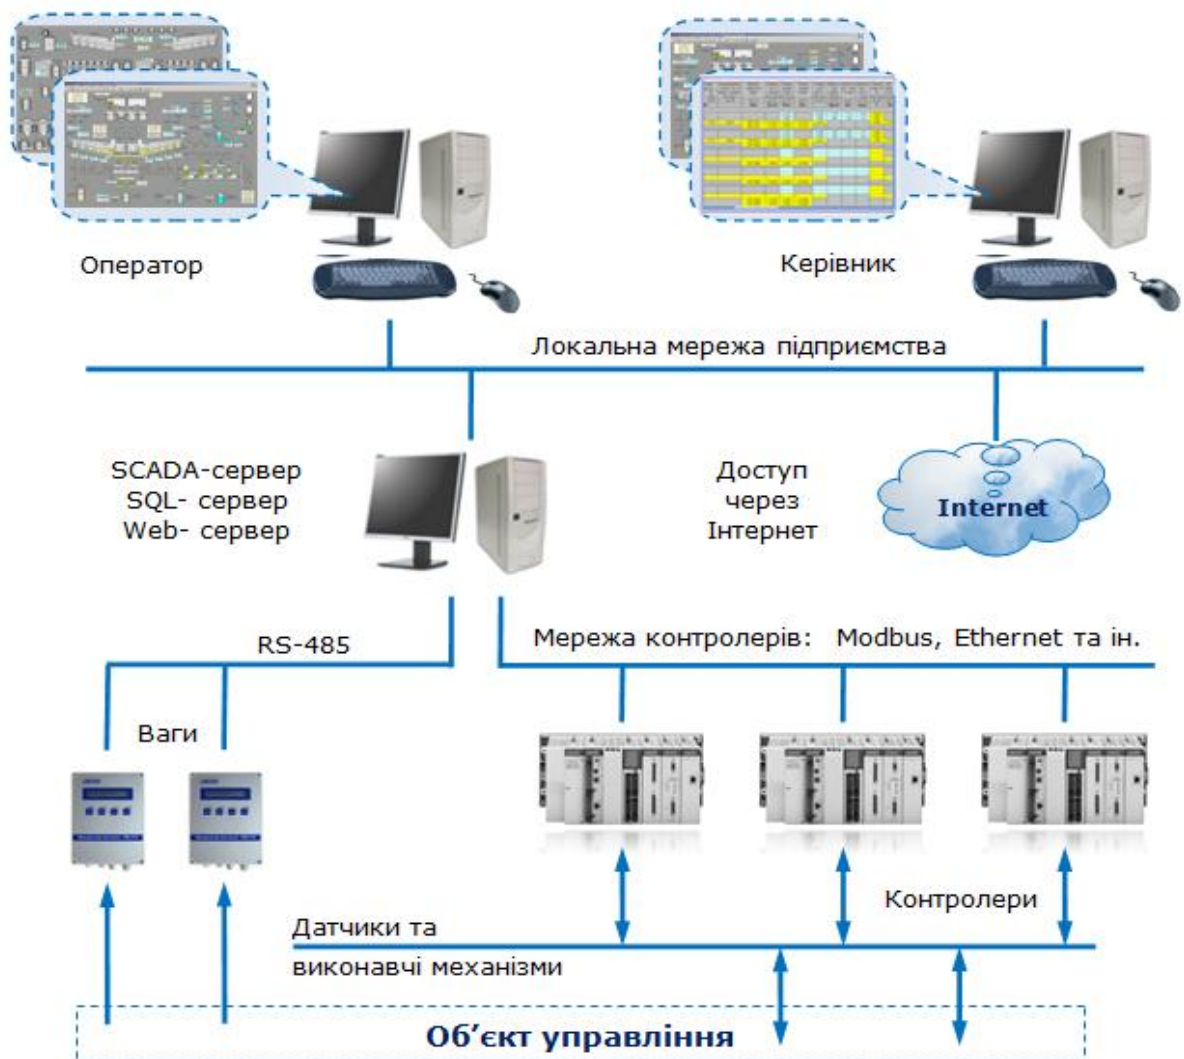 Оператор
Керівник
Локальна мережа підприємства
SCADA-сервер
SQL- сервер
Web- сервер
Доступ
через
Інтернет
Internet
RS-485
Мережа контролерів: Modbus, Ethernet та ін.
Ваги
Контролери
Датчики та
виконавчі механізми
Об’єкт управління